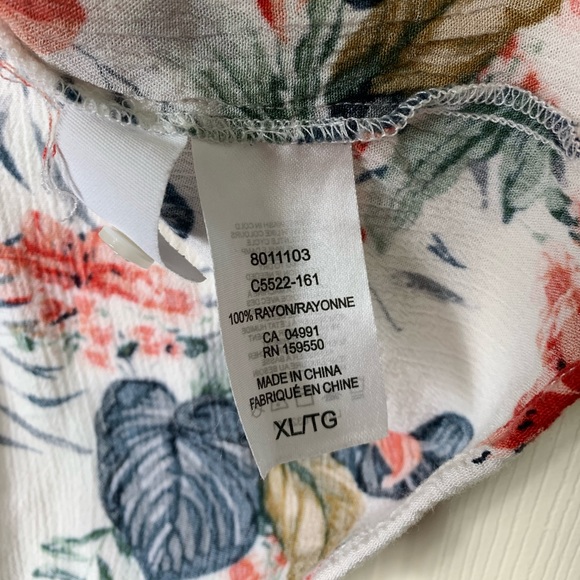 8011103
C5522-161
100% RAYON/RAYONNE
CA 04991
RN 159550
MADE IN CHINA
FABRIQUÉ EN CHINE
XL/TG